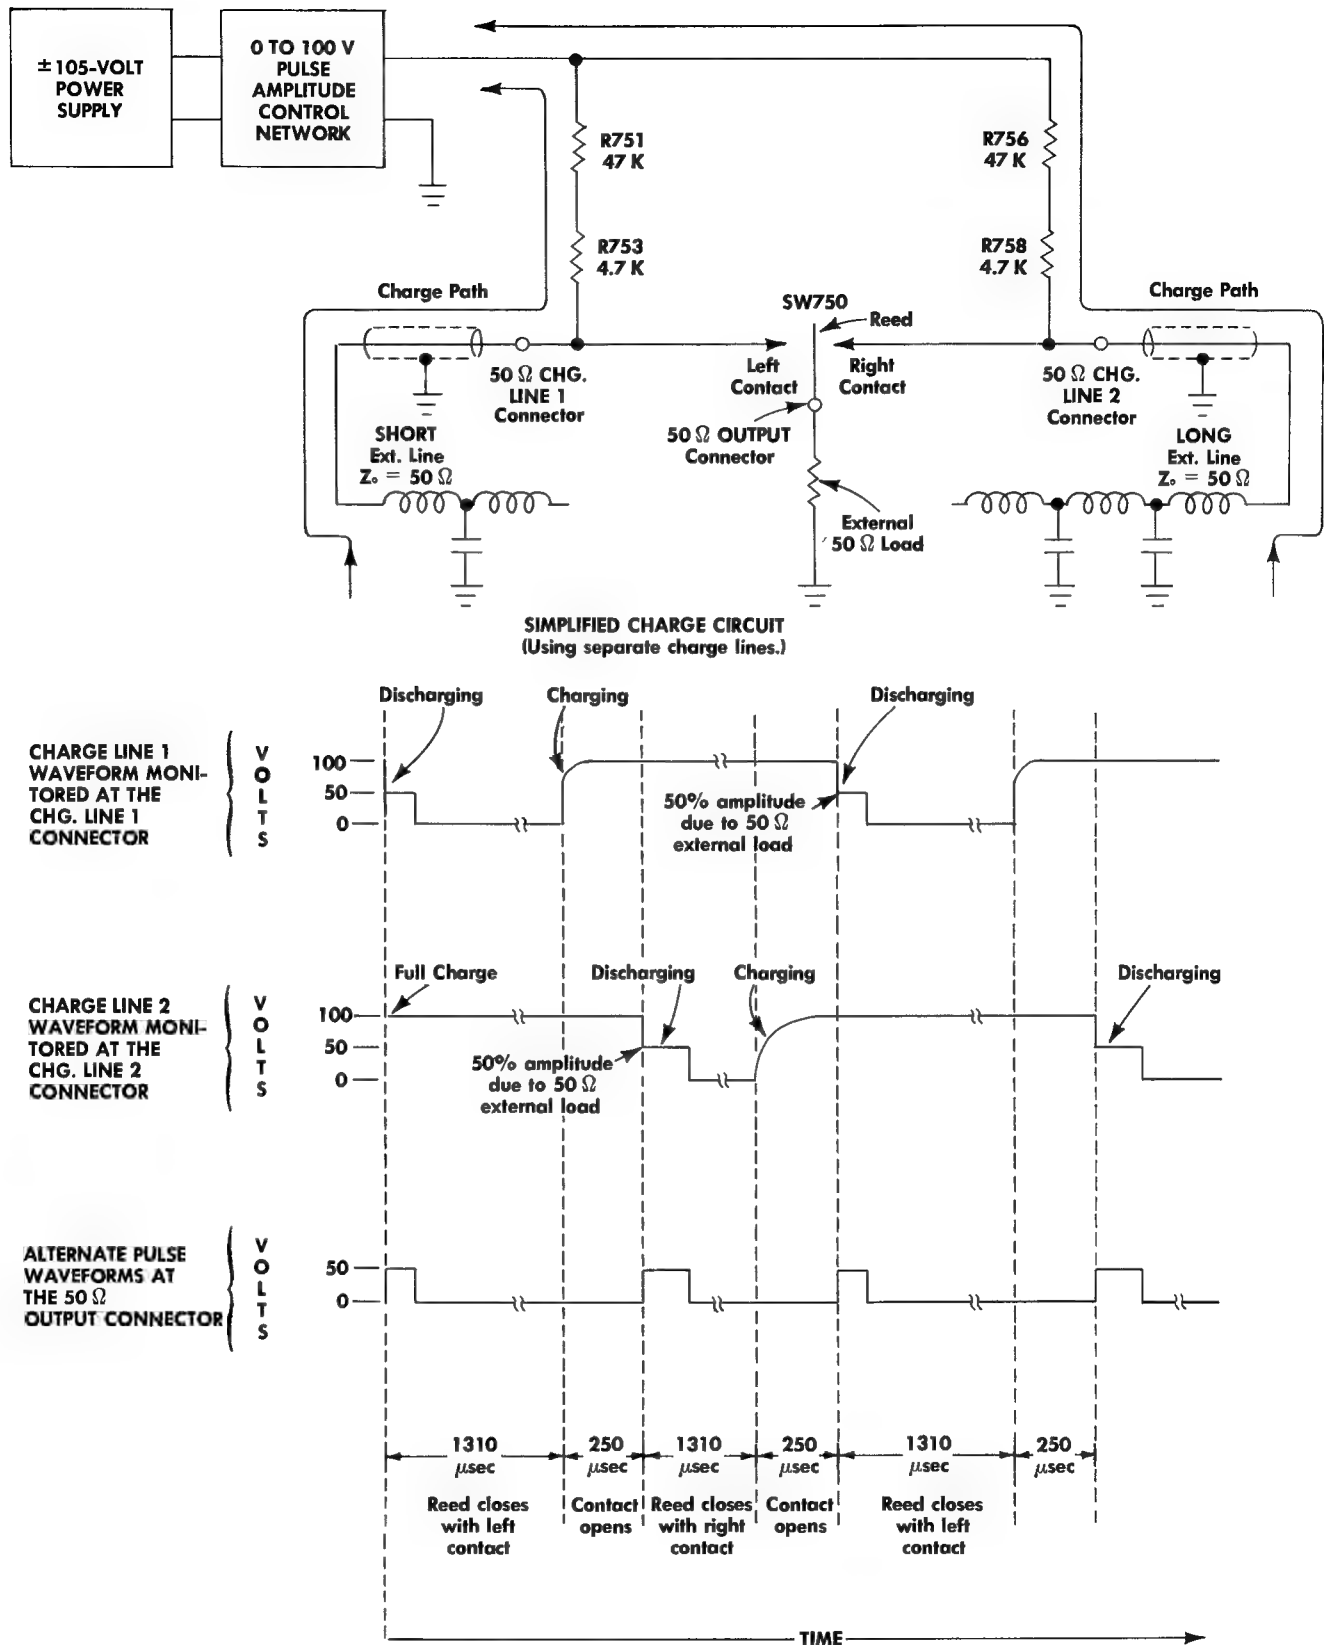 ±105-VOLT
POWER
SUPPLY
0 TO 100 V
PULSE
AMPLITUDE
CONTROL
NETWORK
R751
47 K
R756
47 K
R753
4.7 K
R758
4.7 K
Charge Path
Charge Path
SW750
Reed
Left
Contact
Right
Contact
50 Ω CHG.
LINE 1
Connector
50 Ω CHG.
LINE 2
Connector
50 Ω OUTPUT
Connector
SHORT
Ext. Line
Zo = 50 Ω
LONG
Ext. Line
Zo = 50 Ω
External
50 Ω Load
SIMPLIFIED CHARGE CIRCUIT
(Using separate charge lines.)
Discharging
Charging
Discharging
CHARGE LINE 1
WAVEFORM MONI-
TORED AT THE
CHG. LINE 1
CONNECTOR
VOLTS
100
50
0
50% amplitude
due to 50 Ω
external load
Full Charge
Discharging
Charging
Discharging
CHARGE LINE 2
WAVEFORM MONI-
TORED AT THE
CHG. LINE 2
CONNECTOR
VOLTS
100
50
0
50% amplitude
due to 50 Ω
external load
ALTERNATE PULSE
WAVEFORMS AT
THE 50 Ω
OUTPUT CONNECTOR
VOLTS
50
0
1310
μsec
250
μsec
1310
μsec
250
μsec
1310
μsec
250
μsec
Reed closes
with left
contact
Contact
opens
Reed closes
with right
contact
Contact
opens
Reed closes
with left
contact
TIME